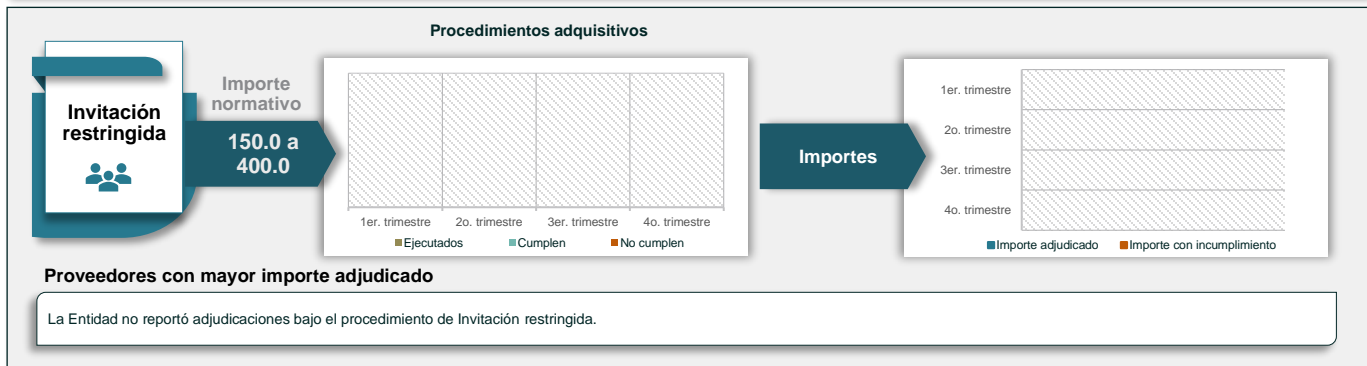 Procedimientos adquisitivos
Invitación
restringida
Importe
normativo
150.0 a
400.0
1er. trimestre
2o. trimestre
3er. trimestre
4o. trimestre
Ejecutados
Cumplen
No cumplen
Importes
1er. trimestre
2o. trimestre
3er. trimestre
4o. trimestre
Importe adjudicado
Importe con incumplimiento
Proveedores con mayor importe adjudicado
La Entidad no reportó adjudicaciones bajo el procedimiento de Invitación restringida.